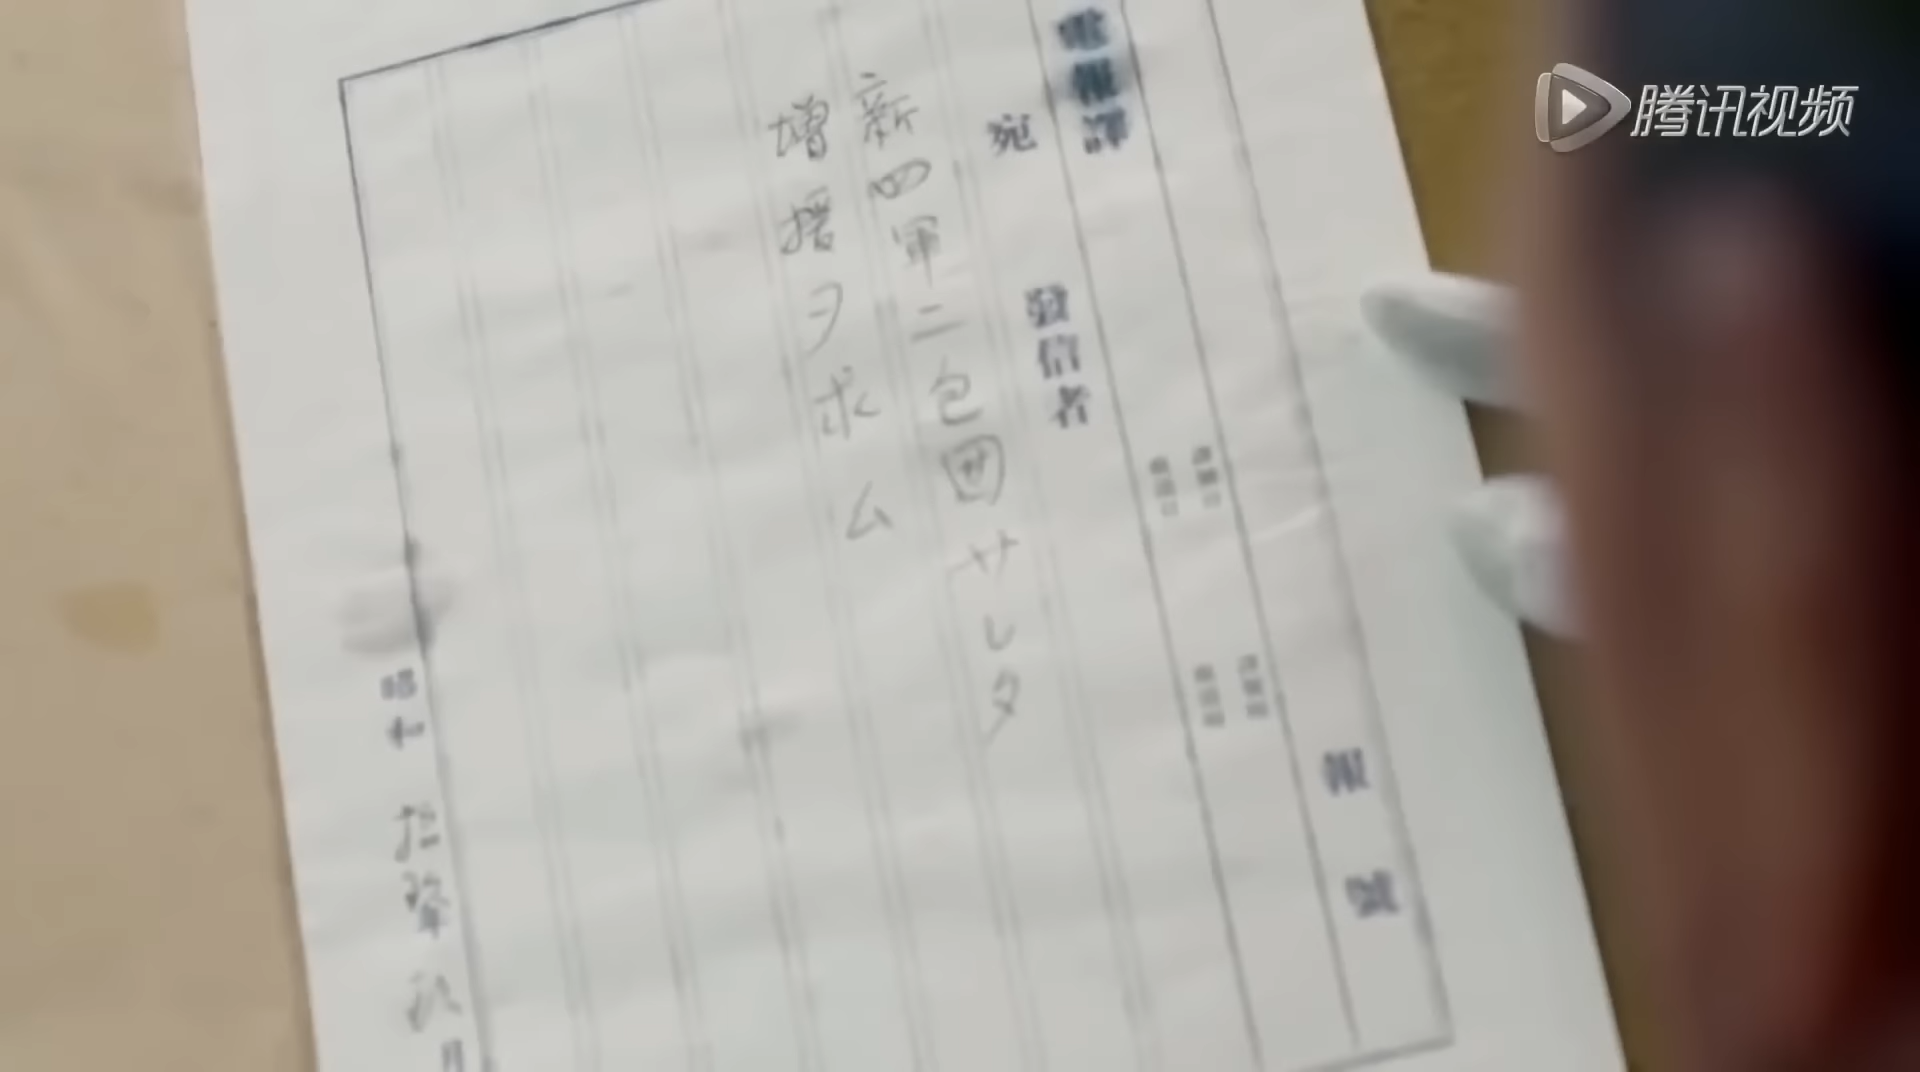 腾讯视频
報
號
電報譯
宛
發信者
新四軍ニ包囲サレタ
増援ヲ求ム
昭和
月